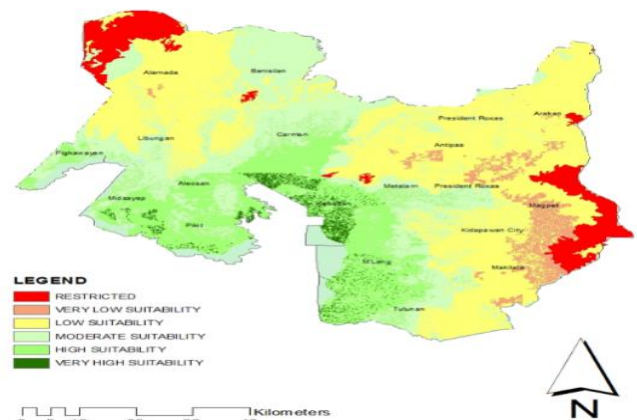 Alamada
Banisilan
President Roxas
Arakan
Carmen
Libungan
Antipas
Pigkawayan
Aleosan
Matalam
President Roxas
Midsayap
Magpet
Pikit
Kidapawan City
M'Lang
Makilala
Tulunan
LEGEND
RESTRICTED
VERY LOW SUITABILITY
LOW SUITABILITY
MODERATE SUITABILITY
HIGH SUITABILITY
VERY HIGH SUITABILITY
Kilometers
N